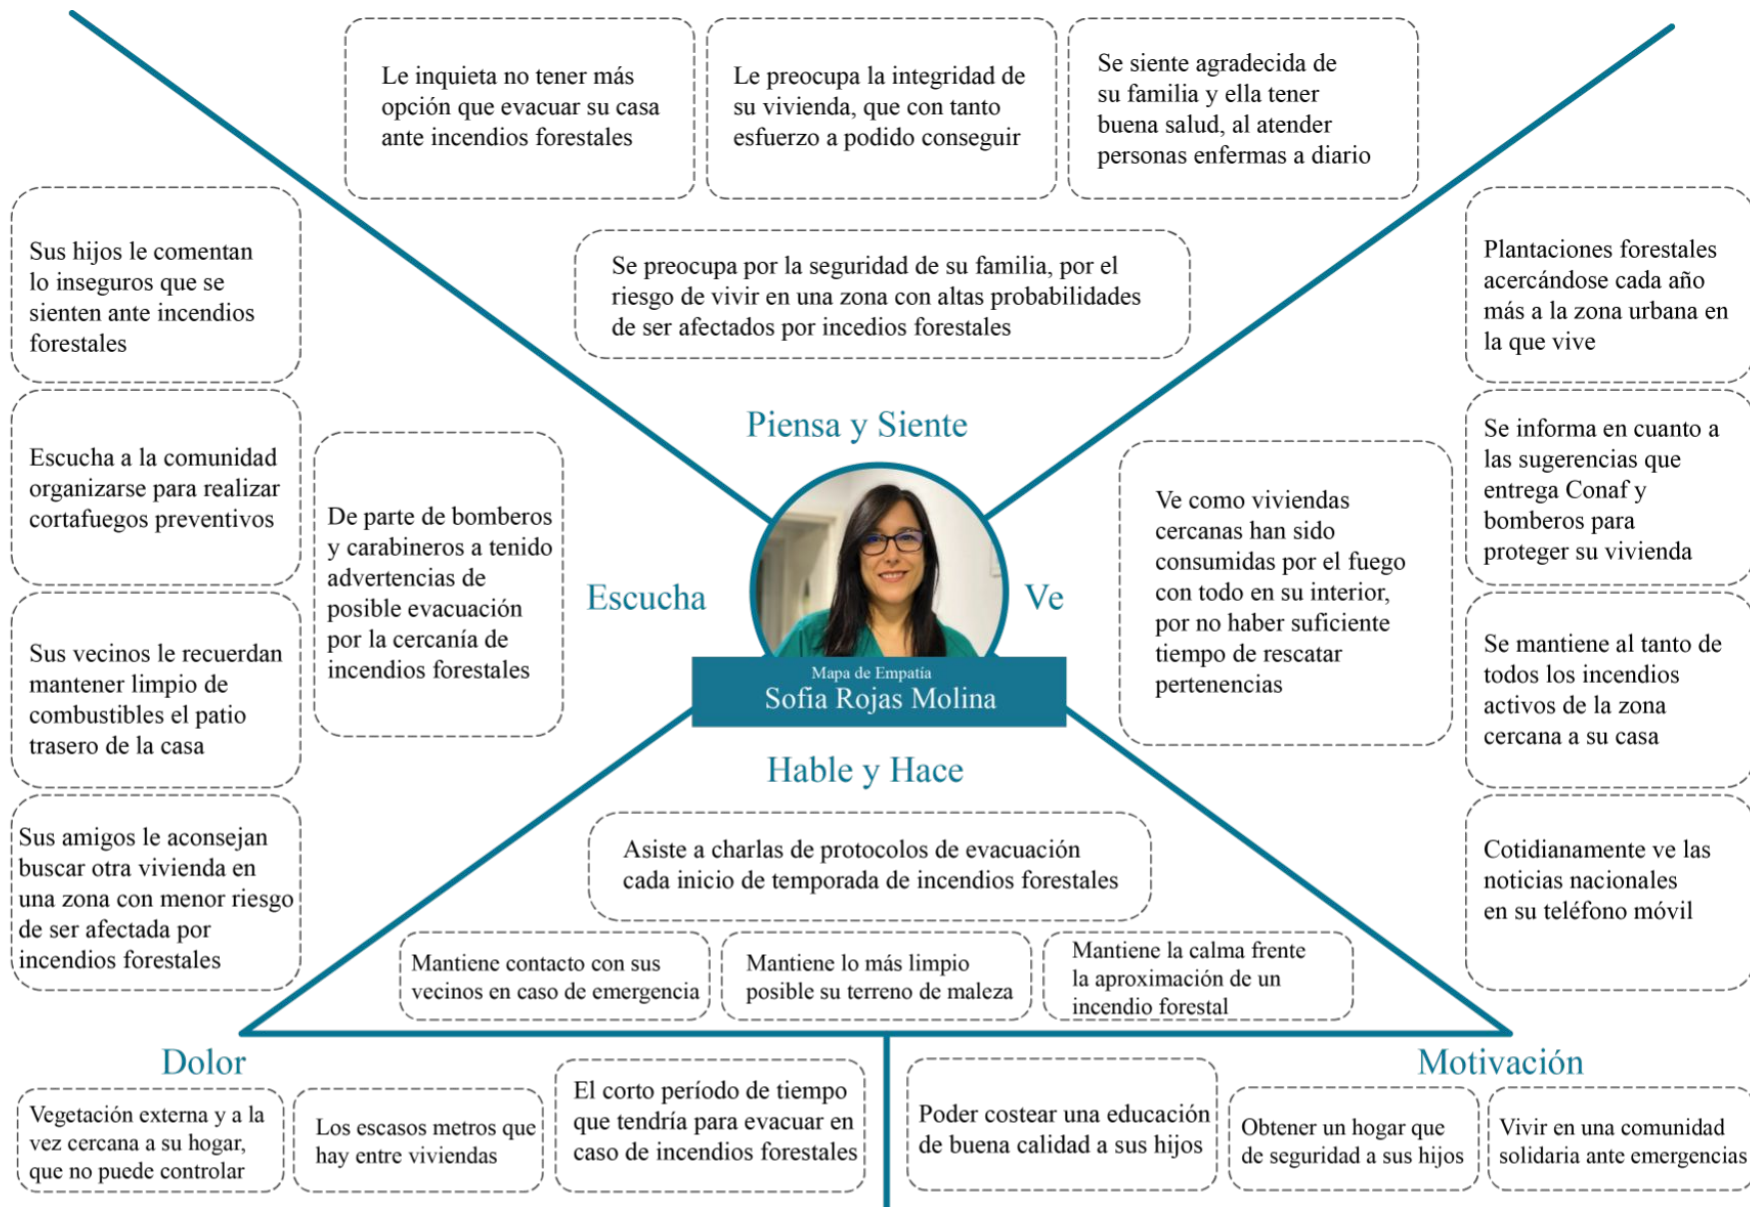 Le inquieta no tener más
opción que evacuar su casa
ante incendios forestales
Le preocupa la integridad de
su vivienda, que con tanto
esfuerzo a podido conseguir
Se siente agradecida de
su familia y ella tener
buena salud, al atender
personas enfermas a diario
Se preocupa por la seguridad de su familia, por el
riesgo de vivir en una zona con altas probabilidades
de ser afectados por incedios forestales
Piensa y Siente
Sus hijos le comentan
lo inseguros que se
sienten ante incendios
forestales
Escucha a la comunidad
organizarse para realizar
cortafuegos preventivos
Sus vecinos le recuerdan
mantener limpio de
combustibles el patio
trasero de la casa
Sus amigos le aconsejan
buscar otra vivienda en
una zona con menor riesgo
de ser afectada por
incendios forestales
De parte de bomberos
y carabineros a tenido
advertencias de
posible evacuación
por la cercanía de
incendios forestales
Escucha
Mapa de Empatía
Sofia Rojas Molina
Ve
Ve como viviendas
cercanas han sido
consumidas por el fuego
con todo en su interior,
por no haber suficiente
tiempo de rescatar
pertenencias
Plantaciones forestales
acercándose cada año
más a la zona urbana en
la que vive
Se informa en cuanto a
las sugerencias que
entrega Conaf y
bomberos para
proteger su vivienda
Se mantiene al tanto de
todos los incendios
activos de la zona
cercana a su casa
Cotidianamente ve las
noticias nacionales
en su teléfono móvil
Hable y Hace
Asiste a charlas de protocolos de evacuación
cada inicio de temporada de incendios forestales
Mantiene contacto con sus
vecinos en caso de emergencia
Mantiene lo más limpio
posible su terreno de maleza
Mantiene la calma frente
la aproximación de un
incendio forestal
Dolor
Vegetación externa y a la
vez cercana a su hogar,
que no puede controlar
Los escasos metros que
hay entre viviendas
El corto período de tiempo
que tendría para evacuar en
caso de incendios forestales
Motivación
Poder costear una educación
de buena calidad a sus hijos
Obtener un hogar que
de seguridad a sus hijos
Vivir en una comunidad
solidaria ante emergencias